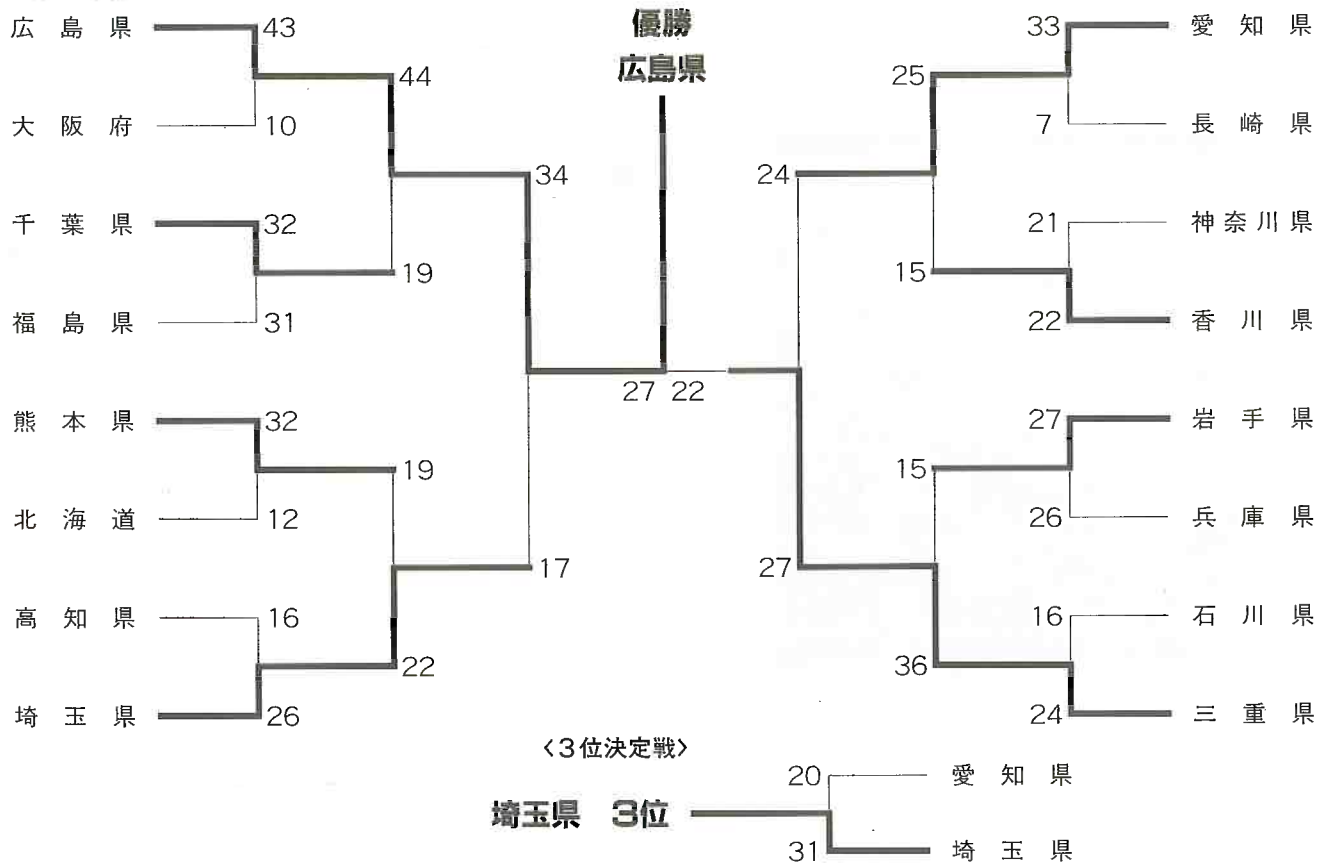 優勝
広島県
広島県 43
大阪府 10
44
千葉県 32
福島県 31
19
34
熊本県 32
北海道 12
19
高知県 16
埼玉県 26
22
17
27 22
33 愛知県
7 長崎県
25
21 神奈川県
22 香川県
15
24
27 岩手県
26 兵庫県
15
16 石川県
24 三重県
36
27
〈3位決定戦〉
20 愛知県
埼玉県 3位
31 埼玉県